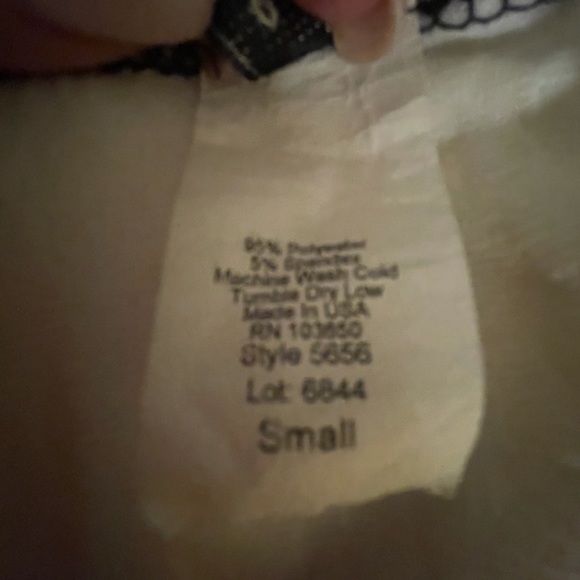 95% Polyester
5% Spandex
Machine Wash Cold
Tumble Dry Low
Made In USA
RN 103650
Style 5656
Lot: 6844
Small